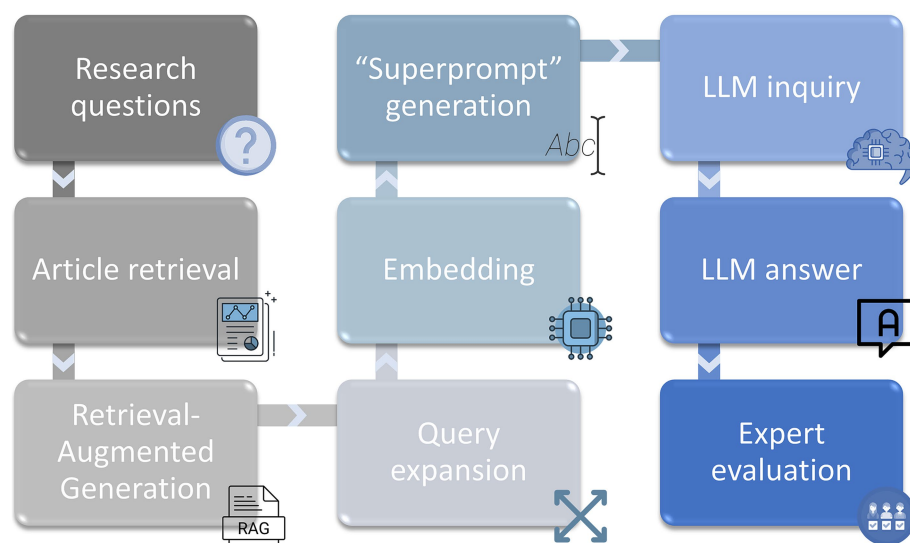 Research
questions
?
Article retrieval
Retrieval-
Augmented
Generation
RAG
Query
expansion
Embedding
“Superprompt”
generation
Abc
LLM inquiry
LLM answer
A
Expert
evaluation